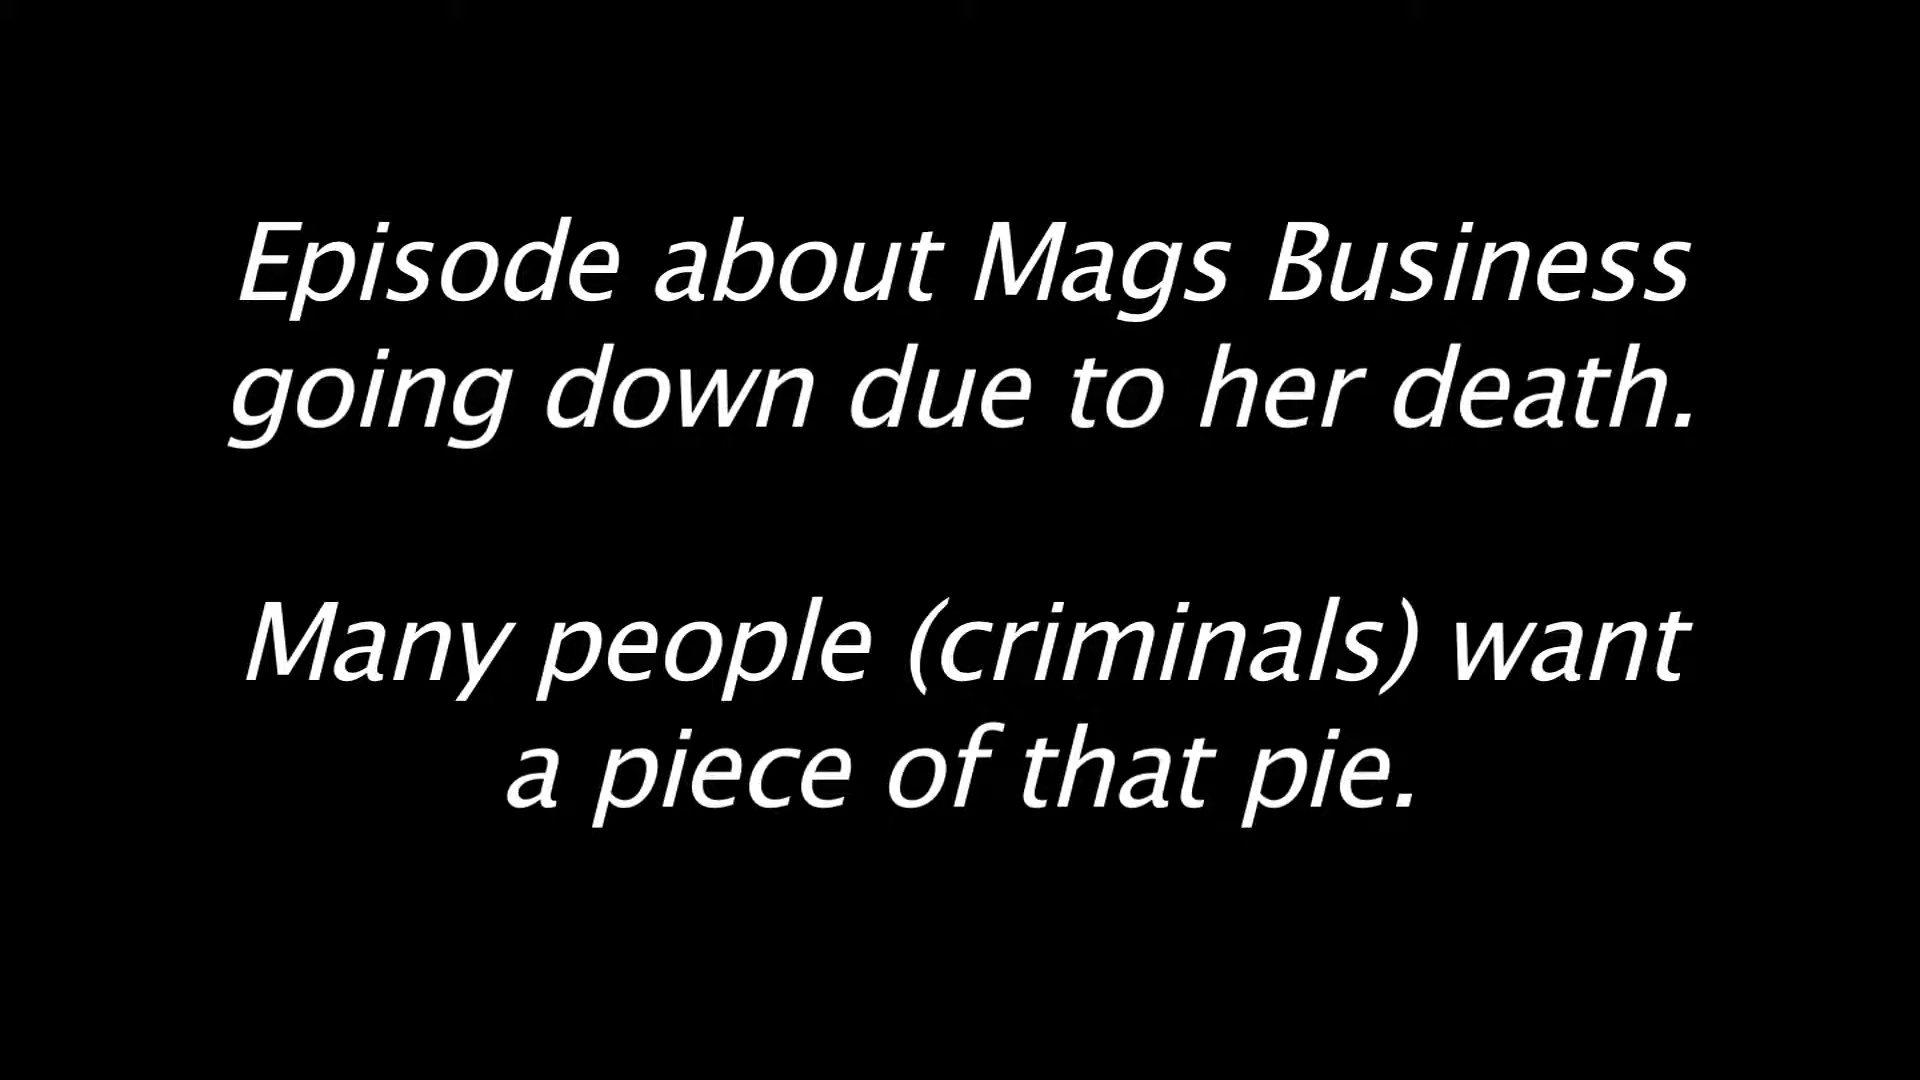 Episode about Mags Business
going down due to her death.
Many people (criminals) want
a piece of that pie.